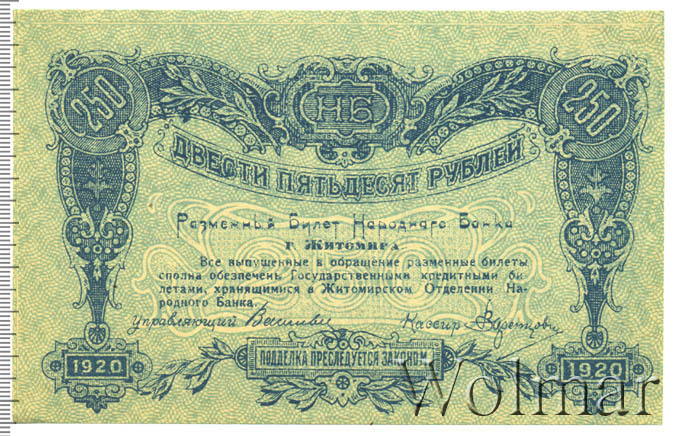 250 НБ 250
ДВЕСТИ ПЯТЬДЕСЯТ РУБЛЕЙ
Разменный Билет Народнаго Банка
г. Житомира
Все выпущенные в обращение разменные билеты
сполна обезпечены Государственными кредитными би-
летами, хранящимися в Житомирском Отделении На-
родного Банка.
Управляющий Кассир
1920 ПОДДЕЛКА ПРЕСЛЕДУЕТСЯ ЗАКОНОМ 1920
Wolmar